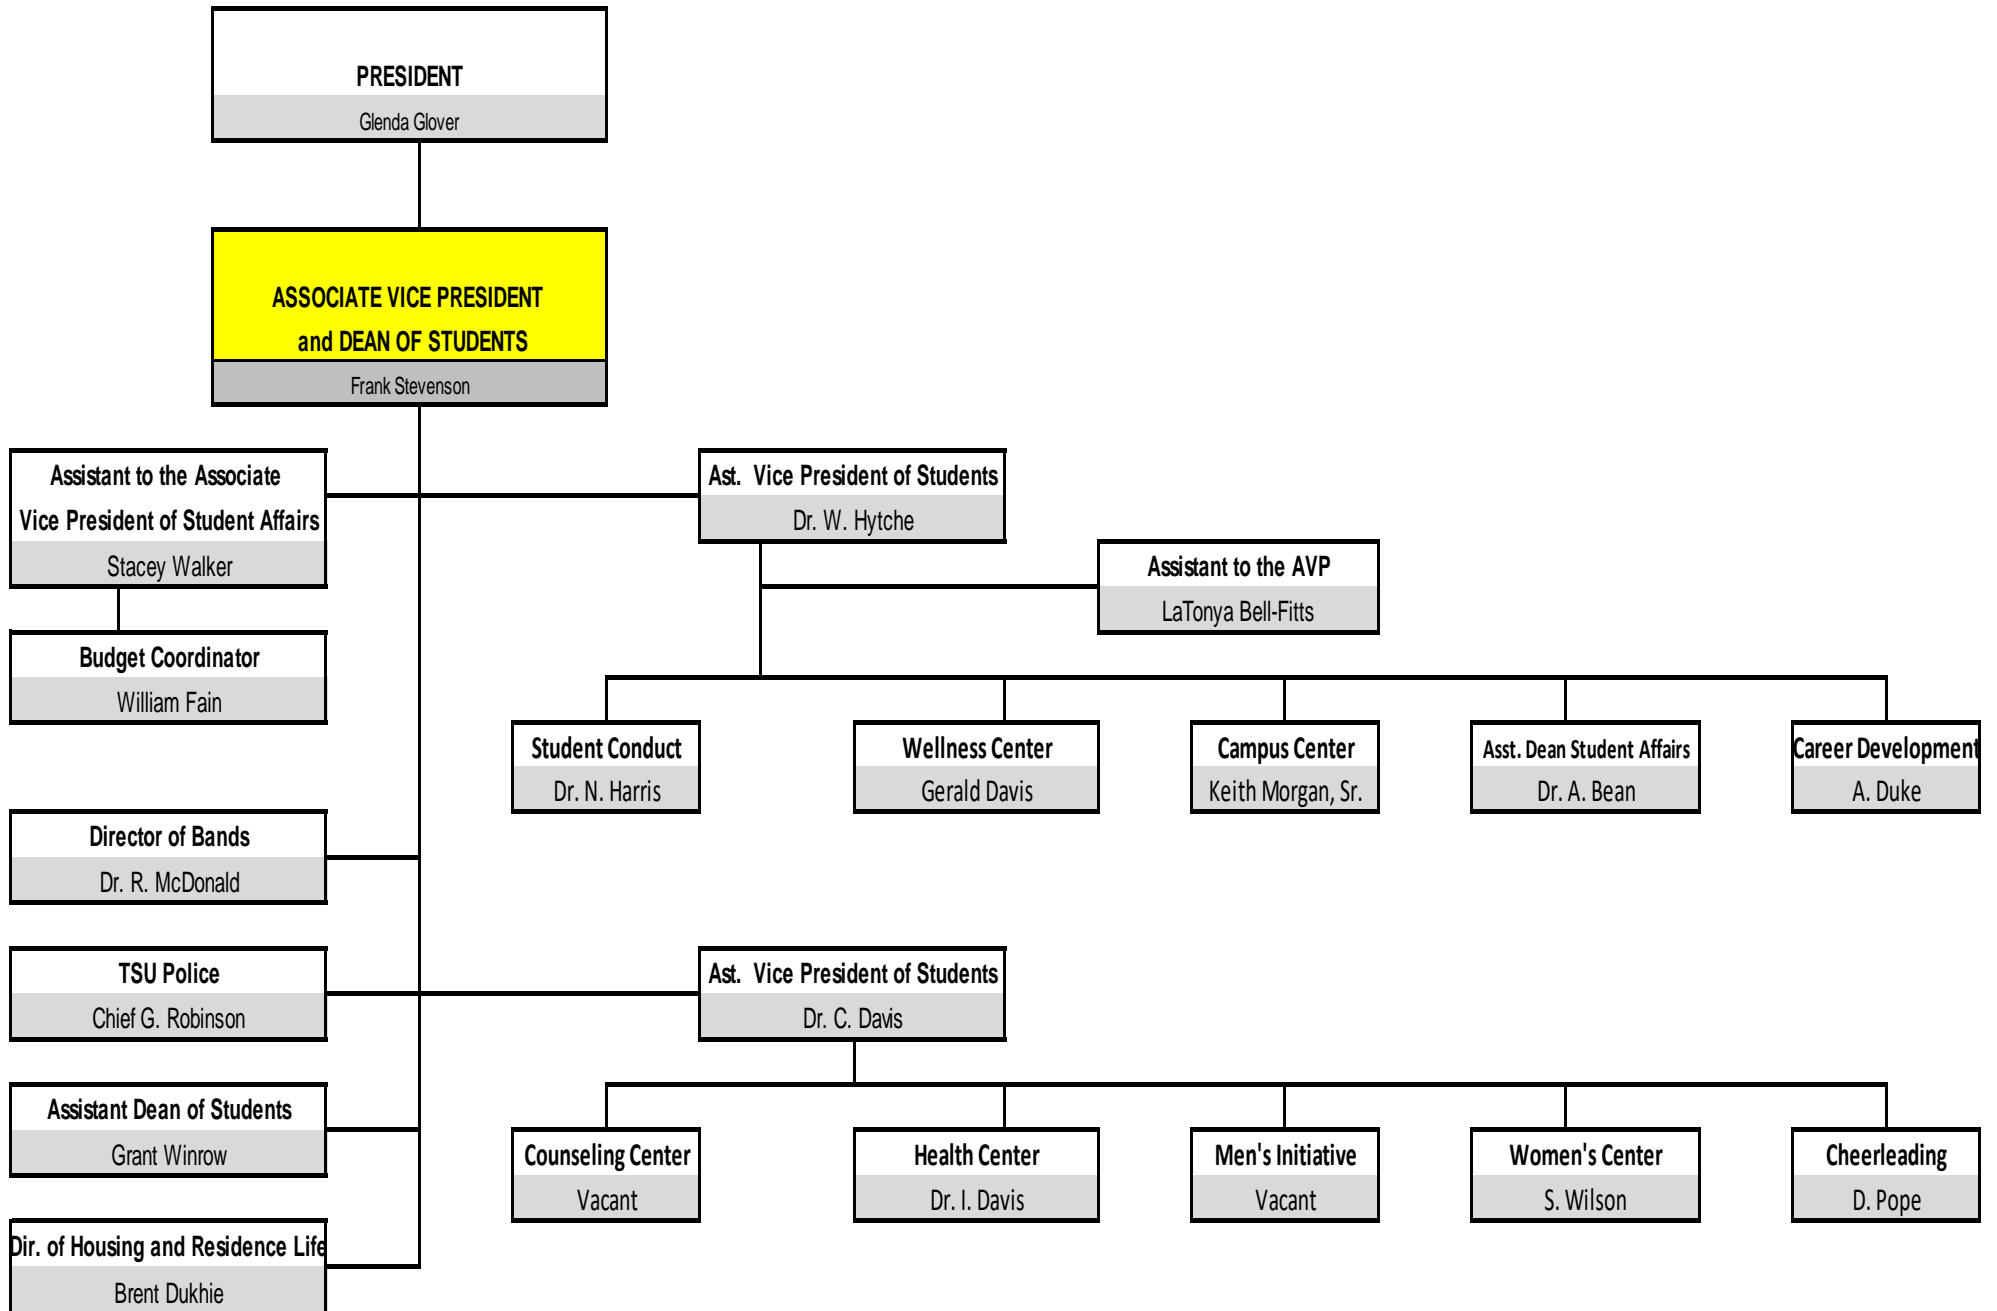 PRESIDENT
Glenda Glover
ASSOCIATE VICE PRESIDENT
and DEAN OF STUDENTS
Frank Stevenson
Assistant to the Associate
Vice President of Student Affairs
Stacey Walker
Ast. Vice President of Students
Dr. W. Hytche
Assistant to the AVP
LaTonya Bell-Fitts
Budget Coordinator
William Fain
Student Conduct
Dr. N. Harris
Wellness Center
Gerald Davis
Campus Center
Keith Morgan, Sr.
Asst. Dean Student Affairs
Dr. A. Bean
Career Development
A. Duke
Director of Bands
Dr. R. McDonald
TSU Police
Chief G. Robinson
Ast. Vice President of Students
Dr. C. Davis
Assistant Dean of Students
Grant Winrow
Counseling Center
Vacant
Health Center
Dr. I. Davis
Men's Initiative
Vacant
Women's Center
S. Wilson
Cheerleading
D. Pope
Dir. of Housing and Residence Life
Brent Dukhie